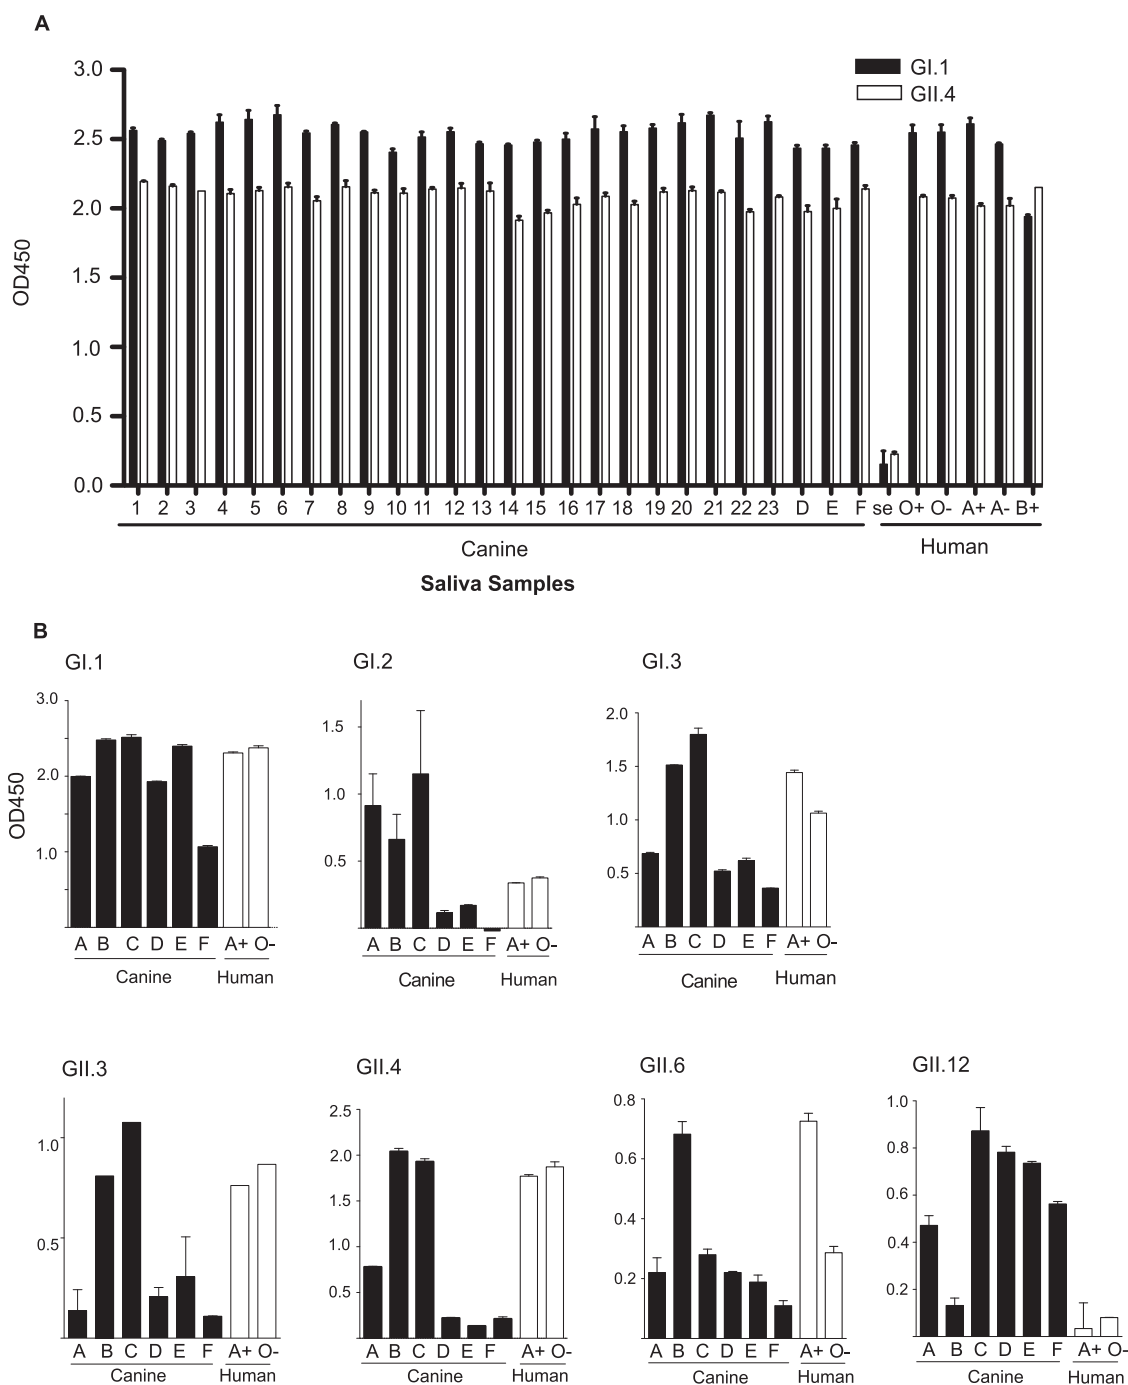 A
3.0
2.5
2.0
1.5
1.0
0.5
0.0
OD450
GI.1
GII.4
1 2 3 4 5 6 7 8 9 10 11 12 13 14 15 16 17 18 19 20 21 22 23 D E F se O+ O- A+ A- B+
Canine Human
Saliva Samples
B
GI.1
3.0
2.0
1.0
OD450
A B C D E F A+ O-
Canine Human
GI.2
1.5
1.0
0.5
A B C D E F A+ O-
Canine Human
GI.3
2.0
1.5
1.0
0.5
A B C D E F A+ O-
Canine Human
GII.3
1.0
0.5
A B C D E F A+ O-
Canine Human
GII.4
2.5
2.0
1.5
1.0
0.5
A B C D E F A+ O-
Canine Human
GII.6
0.8
0.6
0.4
0.2
A B C D E F A+ O-
Canine Human
GII.12
1.0
0.8
0.6
0.4
0.2
A B C D E F A+ O-
Canine Human